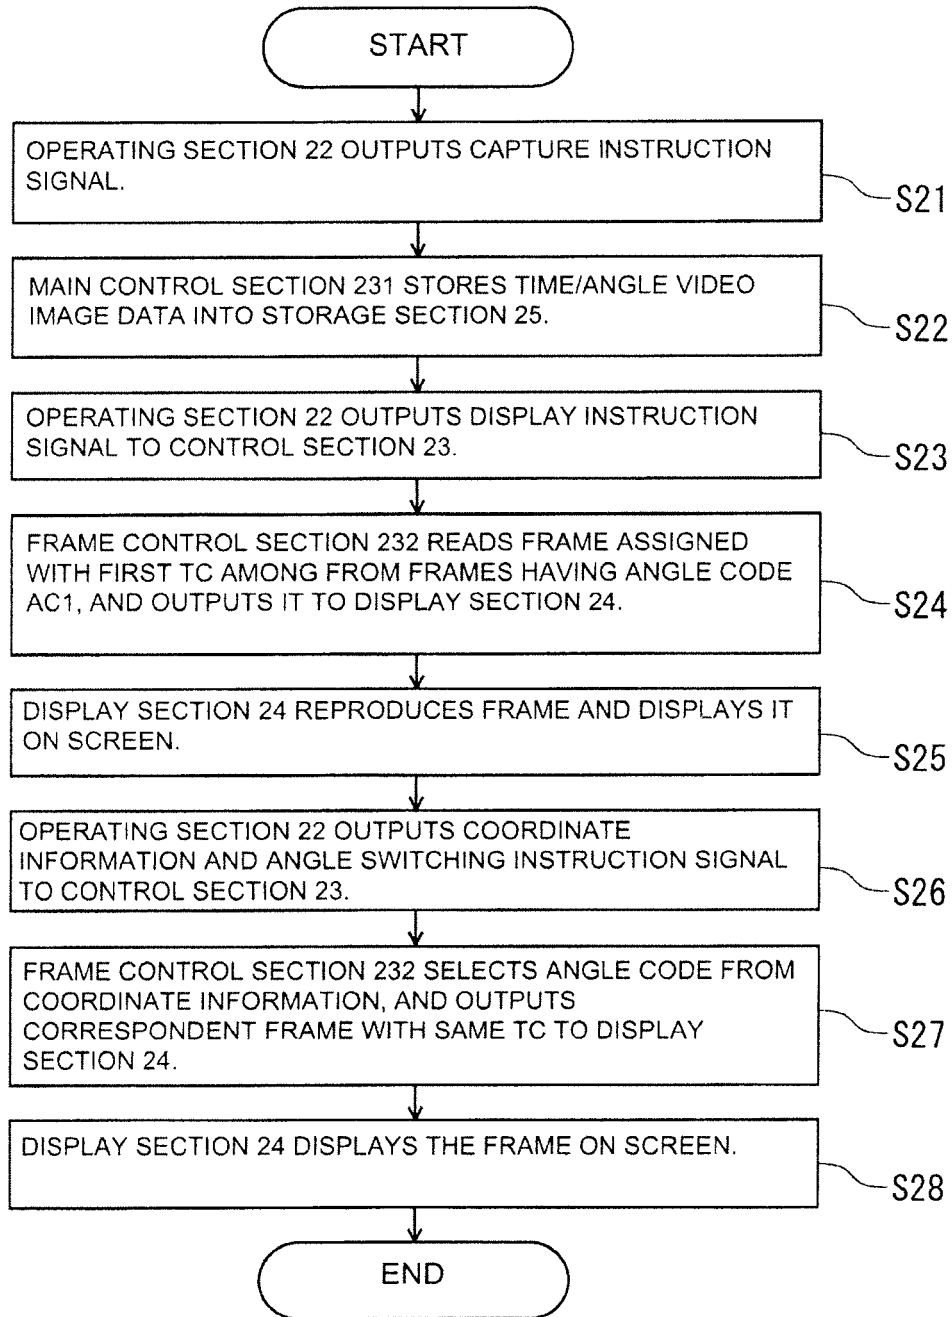 START
OPERATING SECTION 22 OUTPUTS CAPTURE INSTRUCTION
SIGNAL.
S21
MAIN CONTROL SECTION 231 STORES TIME/ANGLE VIDEO
IMAGE DATA INTO STORAGE SECTION 25.
S22
OPERATING SECTION 22 OUTPUTS DISPLAY INSTRUCTION
SIGNAL TO CONTROL SECTION 23.
S23
FRAME CONTROL SECTION 232 READS FRAME ASSIGNED
WITH FIRST TC AMONG FROM FRAMES HAVING ANGLE CODE
AC1, AND OUTPUTS IT TO DISPLAY SECTION 24.
S24
DISPLAY SECTION 24 REPRODUCES FRAME AND DISPLAYS IT
ON SCREEN.
S25
OPERATING SECTION 22 OUTPUTS COORDINATE
INFORMATION AND ANGLE SWITCHING INSTRUCTION SIGNAL
TO CONTROL SECTION 23.
S26
FRAME CONTROL SECTION 232 SELECTS ANGLE CODE FROM
COORDINATE INFORMATION, AND OUTPUTS
CORRESPONDENT FRAME WITH SAME TC TO DISPLAY
SECTION 24.
S27
DISPLAY SECTION 24 DISPLAYS THE FRAME ON SCREEN.
S28
END